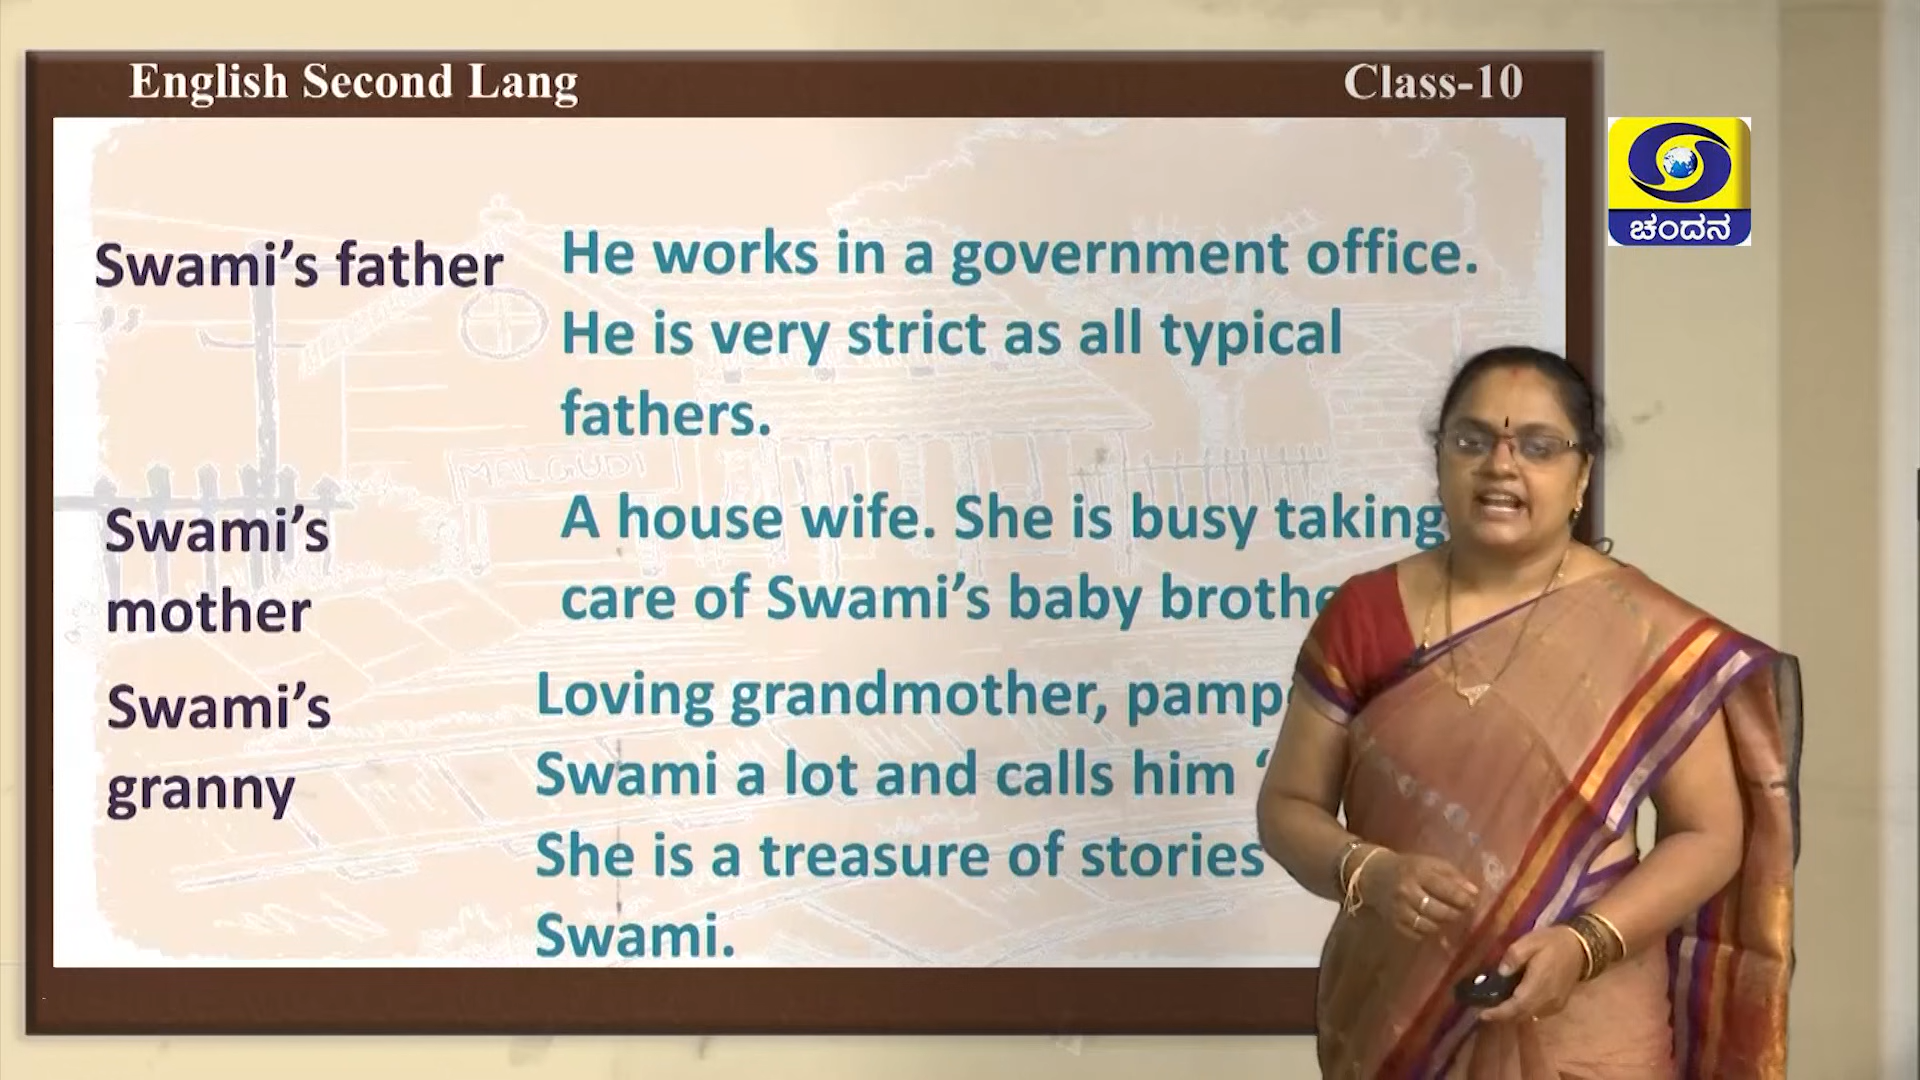 English Second Lang
Class-10
ಚಂದನ
Swami's father
He works in a government office.
He is very strict as all typical
fathers.
MALGUDI
Swami's
mother
A house wife. She is busy taking
care of Swami's baby
Swami's
granny
Loving grandmother,
Swami a lot and calls him ‘
She is a treasure of stories
Swami.